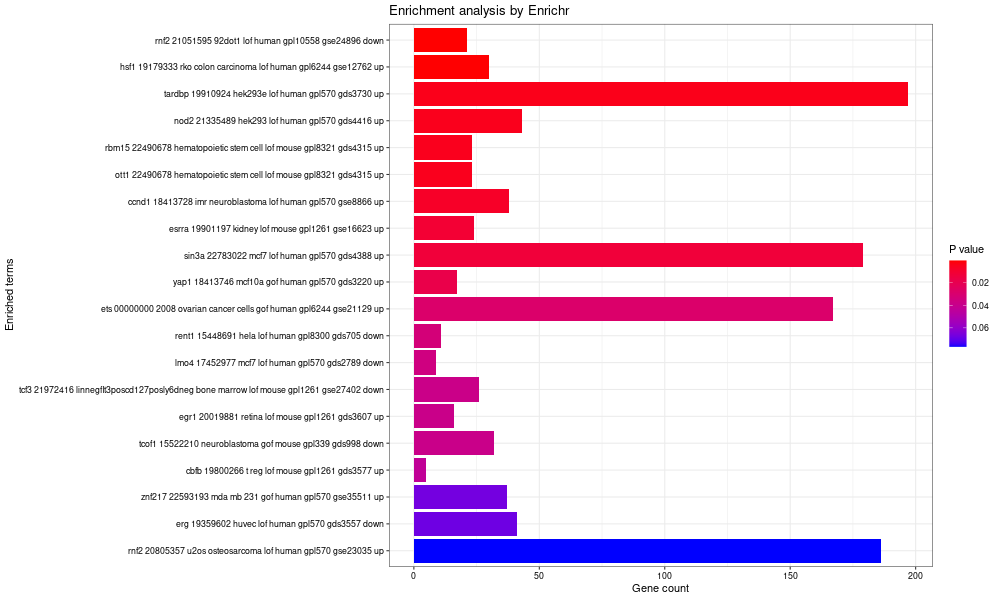 Enrichment analysis by Enrichr
rnf2 21051595 92dot1 lof human gpl10558 gse24896 down
hsf1 19179333 rko colon carcinoma lof human gpl6244 gse12762 up
tardbp 19910924 hek293e lof human gpl570 gds3730 up
nod2 21335489 hek293 lof human gpl570 gds4416 up
rbm15 22490678 hematopoietic stem cell lof mouse gpl8321 gds4315 up
ott1 22490678 hematopoietic stem cell lof mouse gpl8321 gds4315 up
ccnd1 18413728 imr neuroblastoma lof human gpl570 gse8866 up
esrra 19901197 kidney lof mouse gpl1261 gse16623 up
sin3a 22783022 mcf7 lof human gpl570 gds4388 up
yap1 18413746 mcf10a gof human gpl570 gds3220 up
ets 00000000 2008 ovarian cancer cells gof human gpl6244 gse21129 up
rent1 15448691 hela lof human gpl8300 gds705 down
lmo4 17452977 mcf7 lof human gpl570 gds2789 down
tcf3 21972416 linnegflt3poscd127posly6dneg bone marrow lof mouse gpl1261 gse27402 down
egr1 20019881 retina lof mouse gpl1261 gds3607 up
tcof1 15522210 neuroblastoma gof mouse gpl339 gds998 down
cbfb 19800266 t reg lof mouse gpl1261 gds3577 up
znf217 22593193 mda mb 231 gof human gpl570 gse35511 up
erg 19359602 huvec lof human gpl570 gds3557 down
rnf2 20805357 u2os osteosarcoma lof human gpl570 gse23035 up
0 50 100 150 200
Gene count
Enriched terms
P value
0.02
0.04
0.06